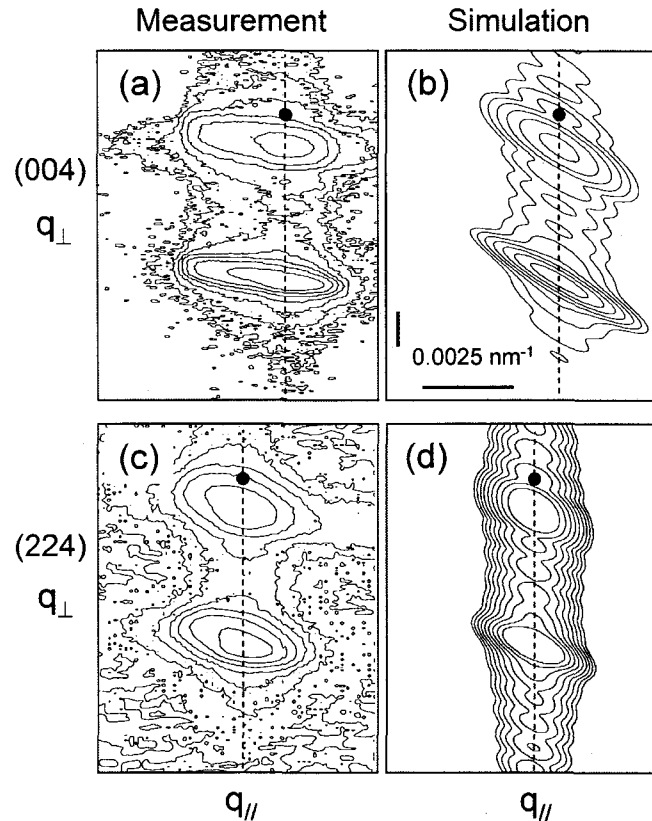 Measurement Simulation
(a) (b)
(004)
q⊥
0.0025 nm⁻¹
(c) (d)
(224)
q⊥
q// q//